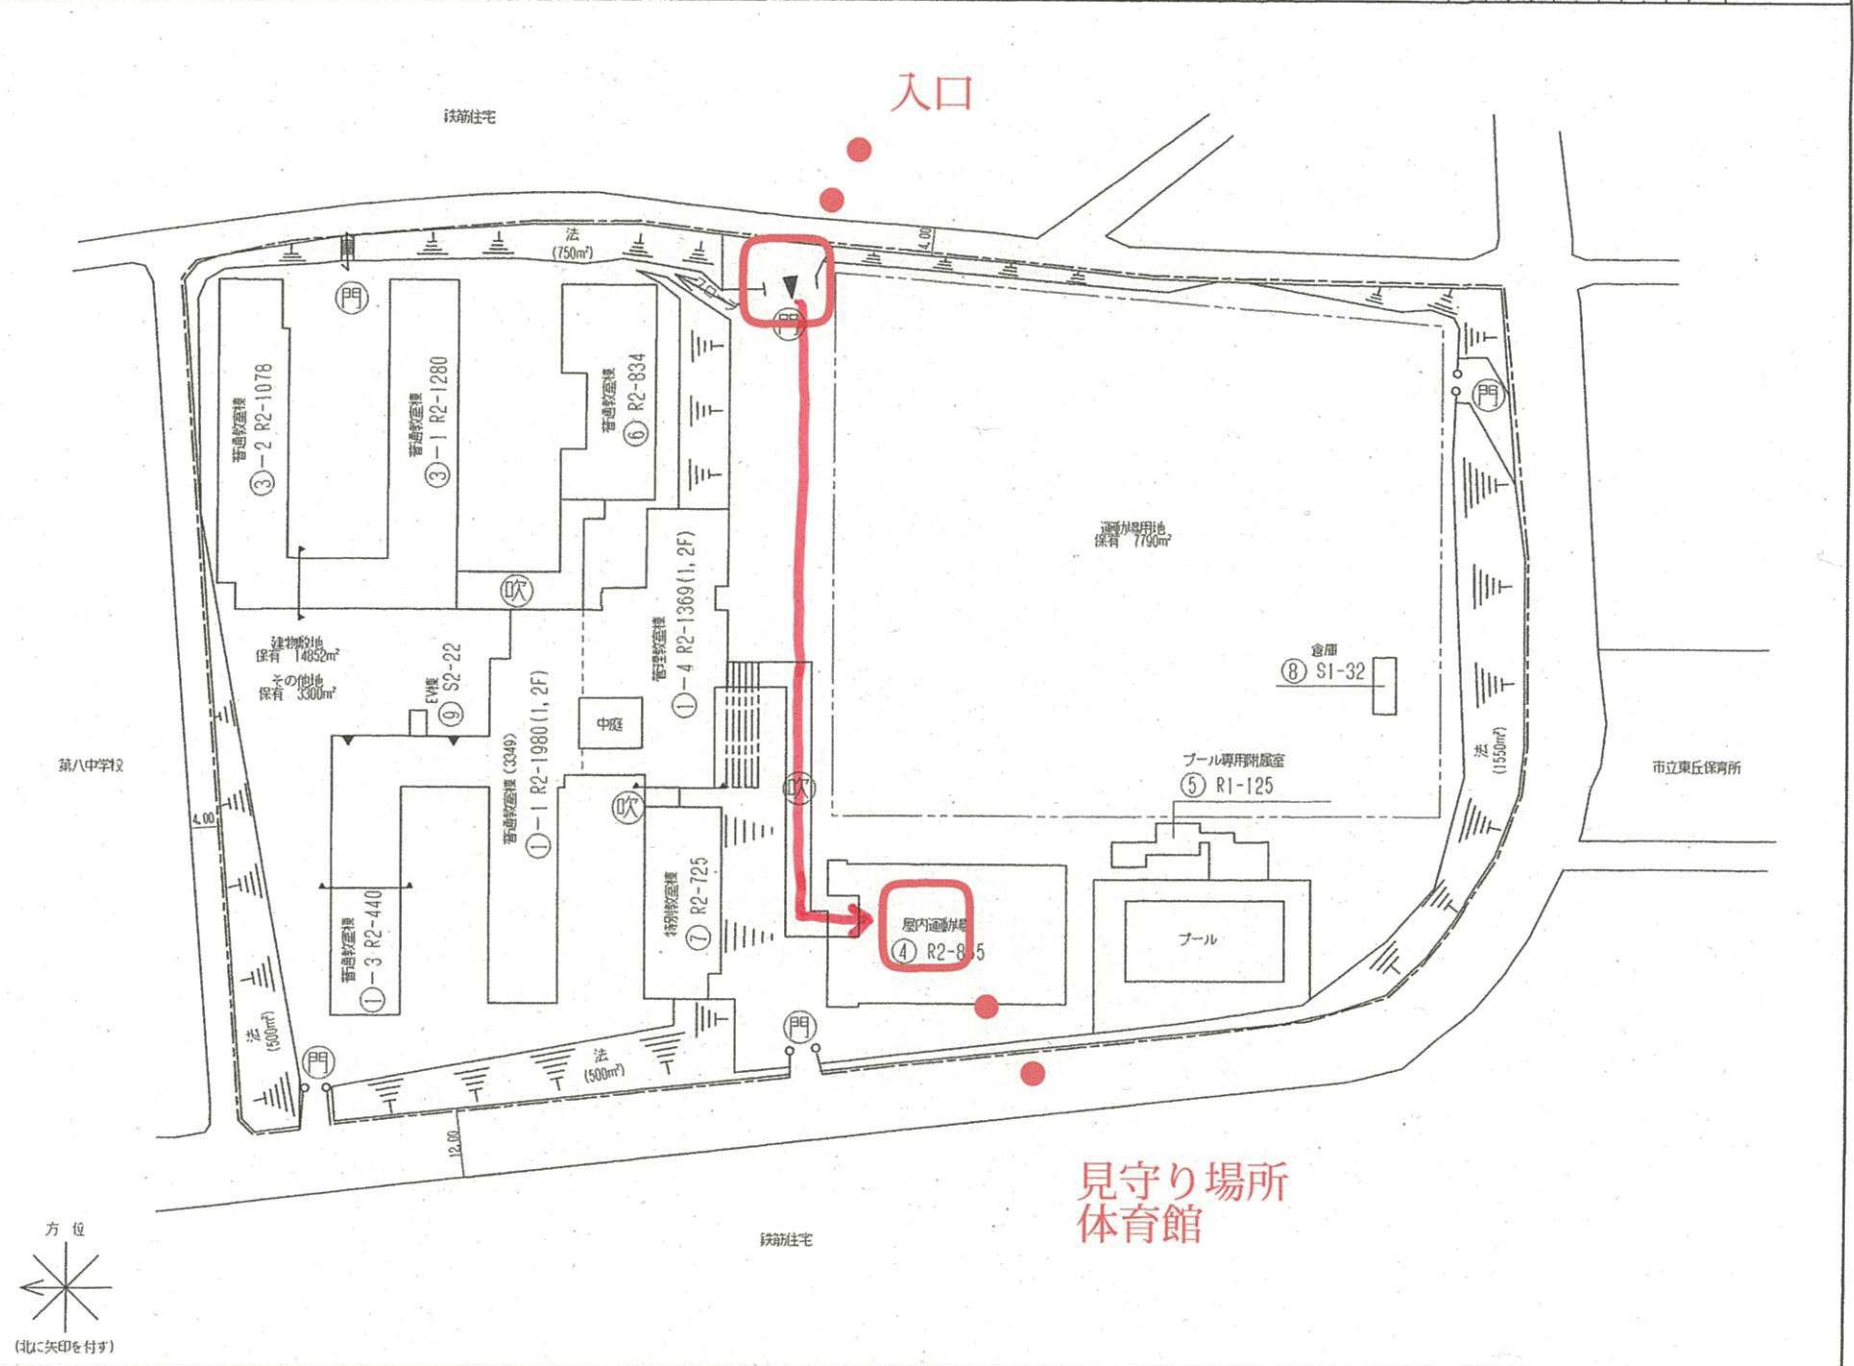 入口
鉄筋住宅
4.00
法
(750m²)
門
門
門
普通教室棟
③-2 R2-1078
普通教室棟
③-1 R2-1280
普通教室棟
⑥ R2-834
運動場用地
保有 7790m²
吹
管理教室棟
①-4 R2-1369(1,2F)
建物敷地
保有 14852m²
その他地
保有 3300m²
EV棟
⑨ S2-22
倉庫
⑧ S1-32
普通教室棟(3349)
①-1 R2-1980(1,2F)
中庭
法
(1550m²)
第八中学校
プール専用附属室
⑤ R1-125
市立東丘保育所
吹
吹
4.00
特別教室棟
⑦ R2-725
普通教室棟
①-3 R2-440
屋内運動場
④ R2-8 5
プール
法
(500m²)
門
門
法
(500m²)
12.00
見守り場所
体育館
鉄筋住宅
方位
(北に矢印を付す)